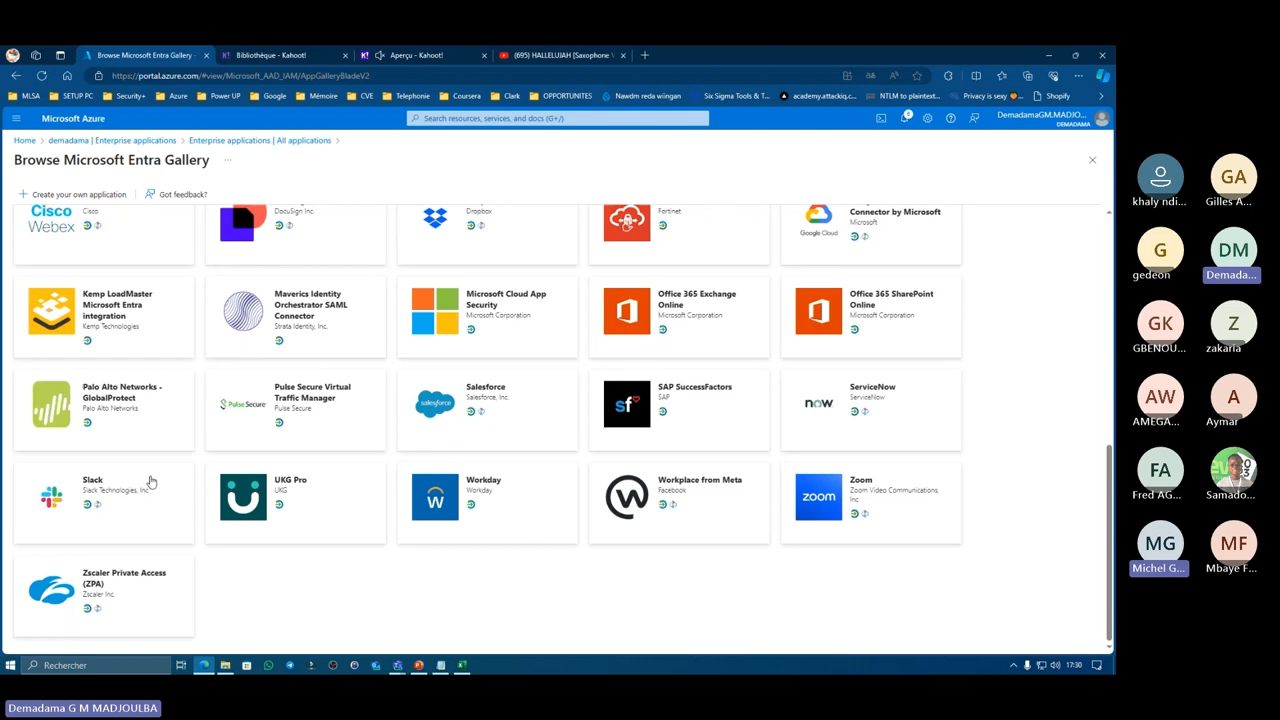 Browse Microsoft Entra Gallery -
Bibliothèque - Kahoot!
Aperçu - Kahoot!
(695) HALLELUJAH [Saxophone
https://portal.azure.com/#view/Microsoft_AAD_IAM/AppGalleryBladeV2
MLSA
SETUP PC
Security+
Azure
Power UP
Google
Mémoire
CVE
Telephonie
Coursera
Clark
OPPORTUNITES
Nawdm reda wiingan
Six Sigma Tools & T...
academy.attackiq.c...
NTLM to plaintext...
Privacy is sexy
Shopify
Microsoft Azure
Search resources, services, and docs (G+/)
DemadamaGM.MADJO...
DEMADAMA
Home > demadama | Enterprise applications > Enterprise applications | All applications >
Browse Microsoft Entra Gallery ...
+ Create your own application
Got feedback?
Cisco
Webex
Cisco
DocuSign Inc.
Dropbox
Fortinet
Google Cloud
Connector by Microsoft
Microsoft
Kemp LoadMaster
Microsoft Entra
integration
Kemp Technologies
Maverics Identity
Orchestrator SAML
Connector
Strata Identity, Inc.
Microsoft Cloud App
Security
Microsoft Corporation
Office 365 Exchange
Online
Microsoft Corporation
Office 365 SharePoint
Online
Microsoft Corporation
Palo Alto Networks -
GlobalProtect
Palo Alto Networks
Pulse Secure
Pulse Secure Virtual
Traffic Manager
Pulse Secure
salesforce
Salesforce
Salesforce, Inc.
sf
SAP SuccessFactors
SAP
now
ServiceNow
ServiceNow
Slack
Slack Technologies, Inc
UKG Pro
UKG
Workday
Workday
Workplace from Meta
Facebook
zoom
Zoom
Zoom Video Communications,
Inc
Zscaler Private Access
(ZPA)
Zscaler Inc.
Rechercher
17:30
khaly ndi...
GA
Gilles A...
G
gedeon
DM
Demada...
GK
GBENOU...
Z
zakaria
AW
AMEGA...
A
Aymar
FA
Fred AG...
Samado...
MG
Michel G...
MF
Mbaye F...
Demadama G M MADJOULBA